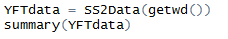 YFTdata = SS2Data(getwd())
summary(YFTdata)